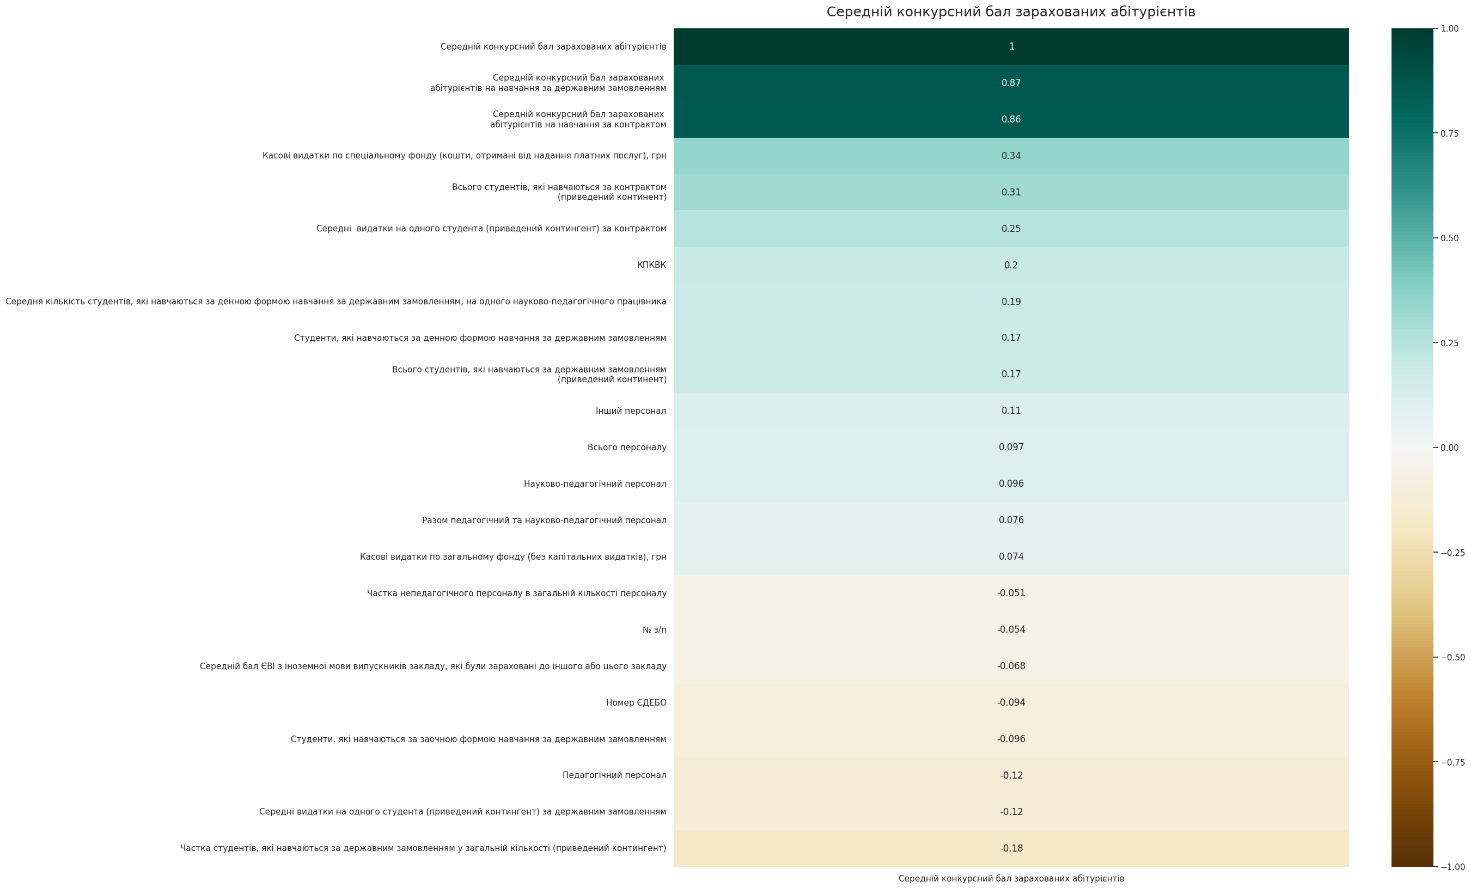 Середній конкурсний бал зарахованих абітурієнтів
Середній конкурсний бал зарахованих абітурієнтів
1
1.00
Середній конкурсний бал зарахованих
абітурієнтів на навчання за державним замовленням
0.87
Середній конкурсний бал зарахованих
абітурієнтів на навчання за контрактом
0.86
0.75
Касові видатки по спеціальному фонду (кошти, отримані від надання платних послуг), грн
0.34
Всього студентів, які навчаються за контрактом
(приведений континент)
0.31
Середні  видатки на одного студента (приведений контингент) за контрактом
0.25
0.50
КПКВК
0.2
Середня кількість студентів, які навчаються за денною формою навчання за державним замовленням, на одного науково-педагогічного працівника
0.19
Студенти, які навчаються за денною формою навчання за державним замовленням
0.17
0.25
Всього студентів, які навчаються за державним замовленням
(приведений континент)
0.17
Інший персонал
0.11
Всього персоналу
0.097
0.00
Науково-педагогічний персонал
0.096
Разом педагогічний та науково-педагогічний персонал
0.076
Касові видатки по загальному фонду (без капітальних видатків), грн
0.074
−0.25
Частка непедагогічного персоналу в загальній кількості персоналу
-0.051
№ з/п
-0.054
Середній бал ЄВІ з іноземної мови випускників закладу, які були зараховані до іншого або цього закладу
-0.068
−0.50
Номер ЄДЕБО
-0.094
Студенти, які навчаються за заочною формою навчання за державним замовленням
-0.096
Педагогічний персонал
-0.12
−0.75
Середні видатки на одного студента (приведений контингент) за державним замовленням
-0.12
Частка студентів, які навчаються за державним замовленням у загальній кількості (приведений контингент)
-0.18
−1.00
Середній конкурсний бал зарахованих абітурієнтів